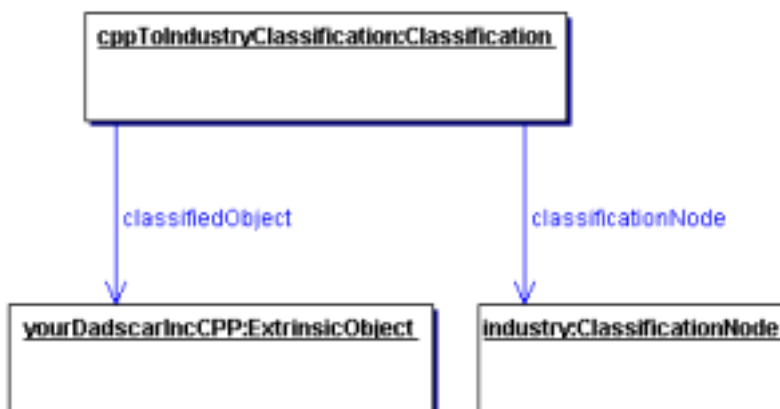 cppToIndustryClassification:Classification
classifiedObject
classificationNode
yourDadscarIncCPP:ExtrinsicObject
industry:ClassificationNode